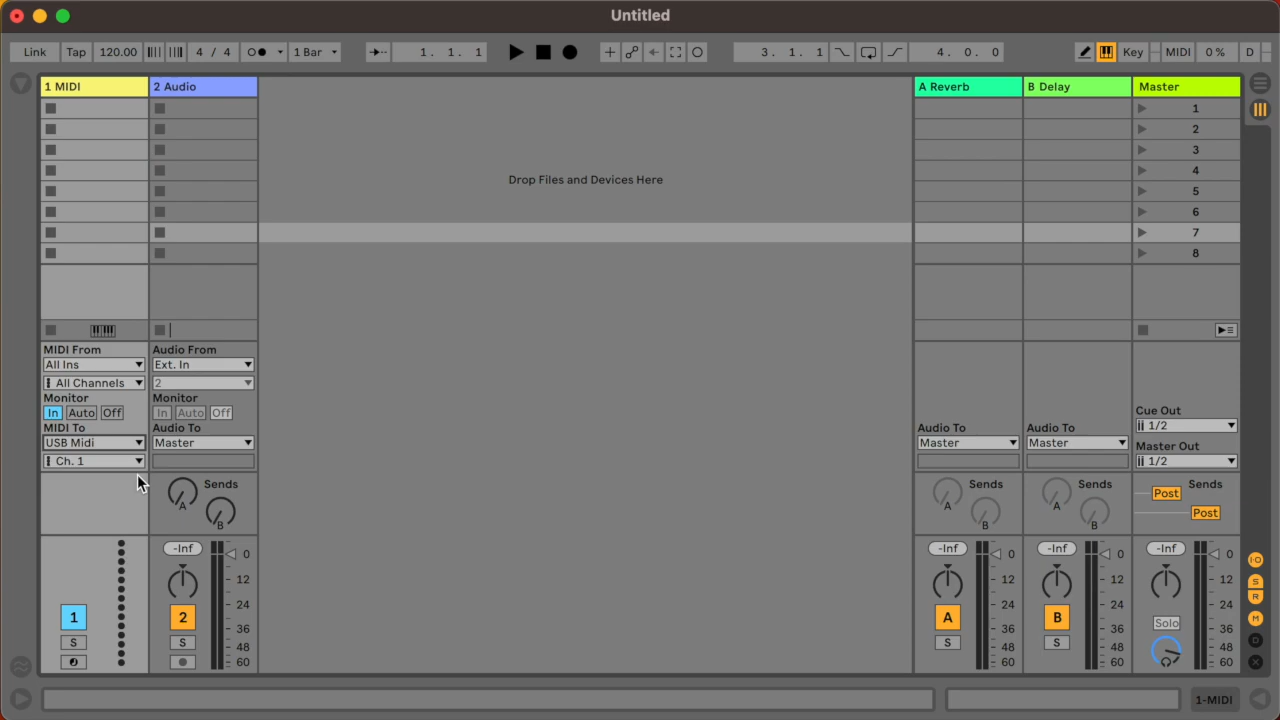 Untitled
Link Tap 120.00 4 / 4 1 Bar 1. 1. 1 3. 1. 1 4. 0. 0 Key MIDI 0 % D
1 MIDI 2 Audio A Reverb B Delay Master
1
2
3
Drop Files and Devices Here
4
5
6
7
8
MIDI From Audio From
All Ins Ext. In
All Channels 2
Monitor Monitor
In Auto Off In Auto Off Cue Out
MIDI To Audio To Audio To Audio To 1/2
USB Midi Master Master Master Master Out
Ch. 1 1/2
Sends Sends Sends Sends
A A A Post
B B B Post
-Inf -Inf -Inf -Inf
0 0 0 0 I·O
12 12 12 12 S
24 24 24 24 R
1 2 A B Solo M
36 36 36 36
S S S S D
48 48 48 48
60 60 60 60
1-MIDI